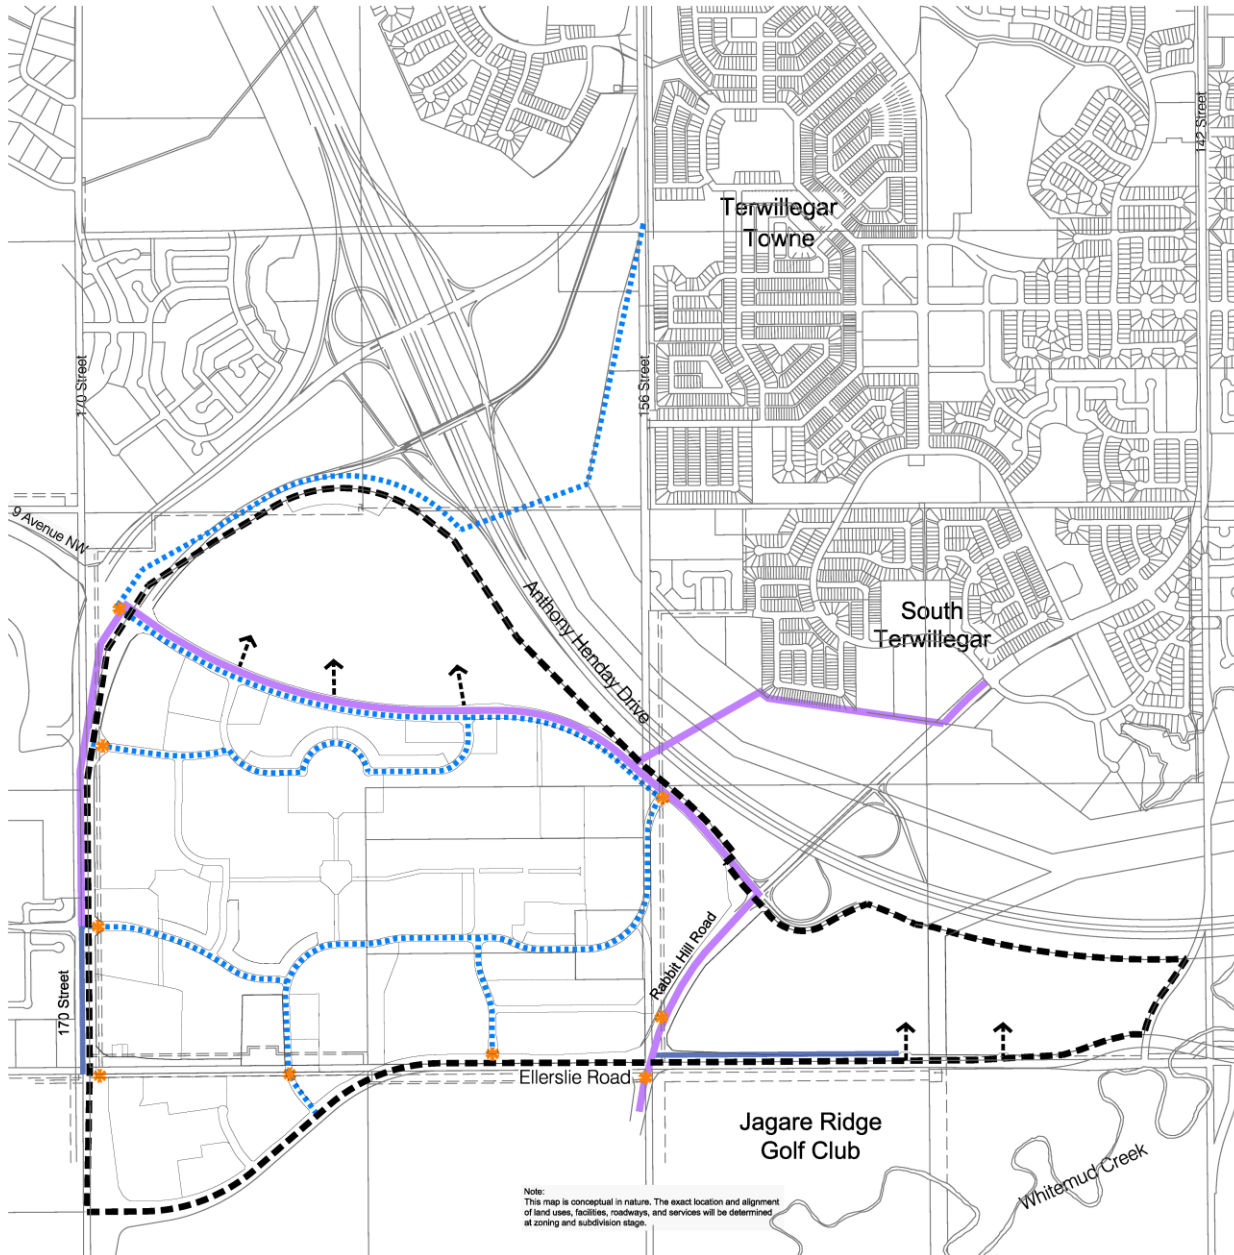 142 Street
Terwillegar
Towne
170 Street
156 Street
9 Avenue NW
Anthony Henday Drive
South
Terwillegar
Rabbit Hill Road
170 Street
Ellerslie Road
Jagare Ridge
Golf Club
Whitemud Creek
Note:
This map is conceptual in nature. The exact location and alignment
of land uses, facilities, roadways, and services will be determined
at zoning and subdivision stage.